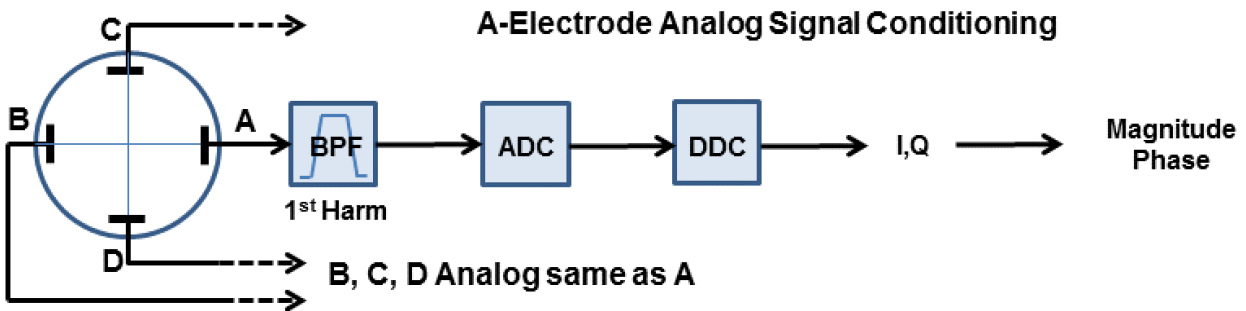 C
A-Electrode Analog Signal Conditioning
B
A
BPF
ADC
DDC
I,Q
Magnitude
Phase
1st Harm
D
B, C, D Analog same as A